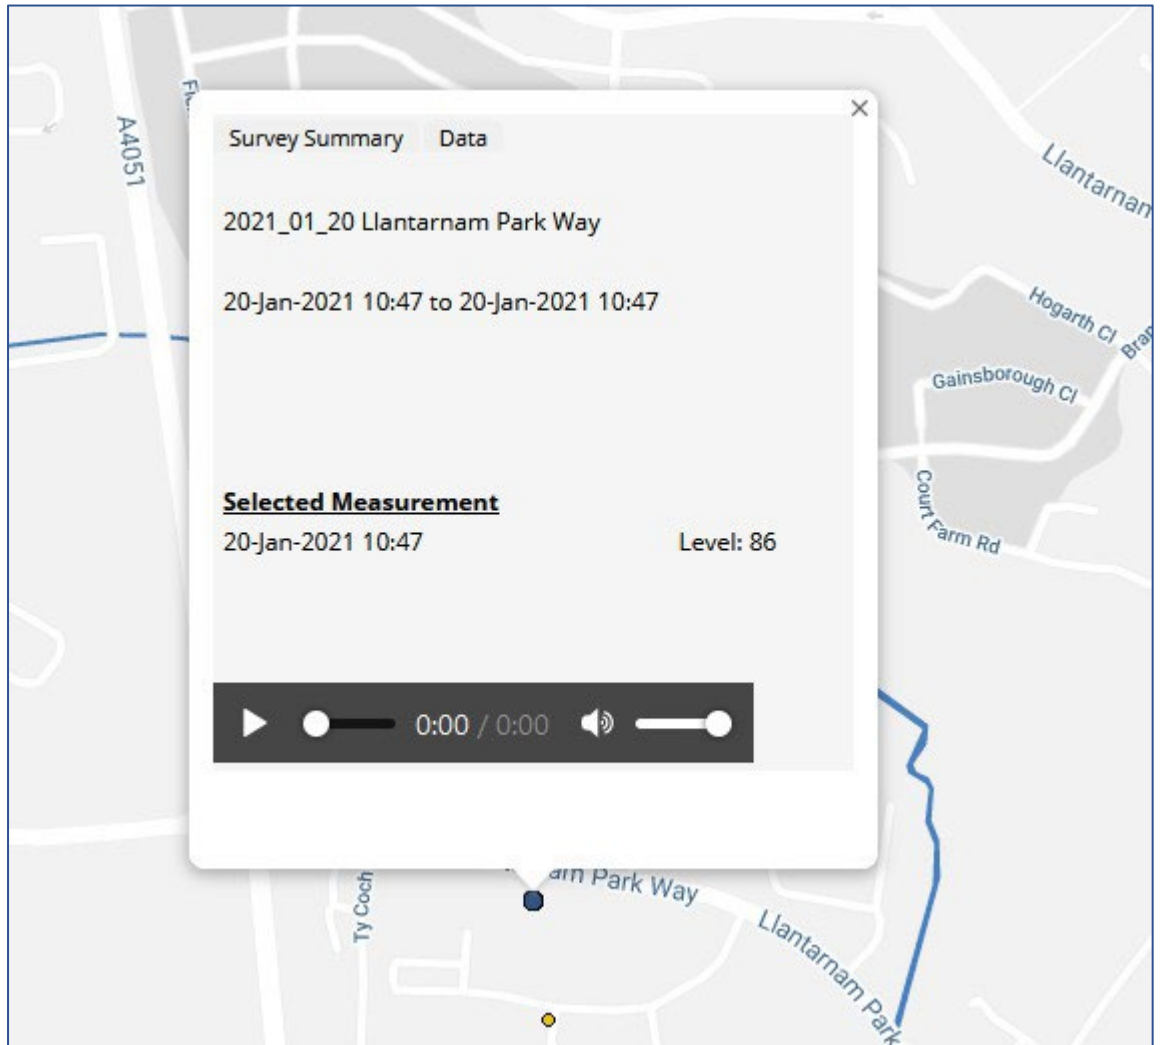 A4051
Survey Summary Data
2021_01_20 Llantarnam Park Way
20-Jan-2021 10:47 to 20-Jan-2021 10:47
Selected Measurement
20-Jan-2021 10:47 Level: 86
0:00 / 0:00
Llantarnam
Hogarth Cl
Gainsborough Cl
Court Farm Rd
Park Way
Ty Coch
Llantarnam Park